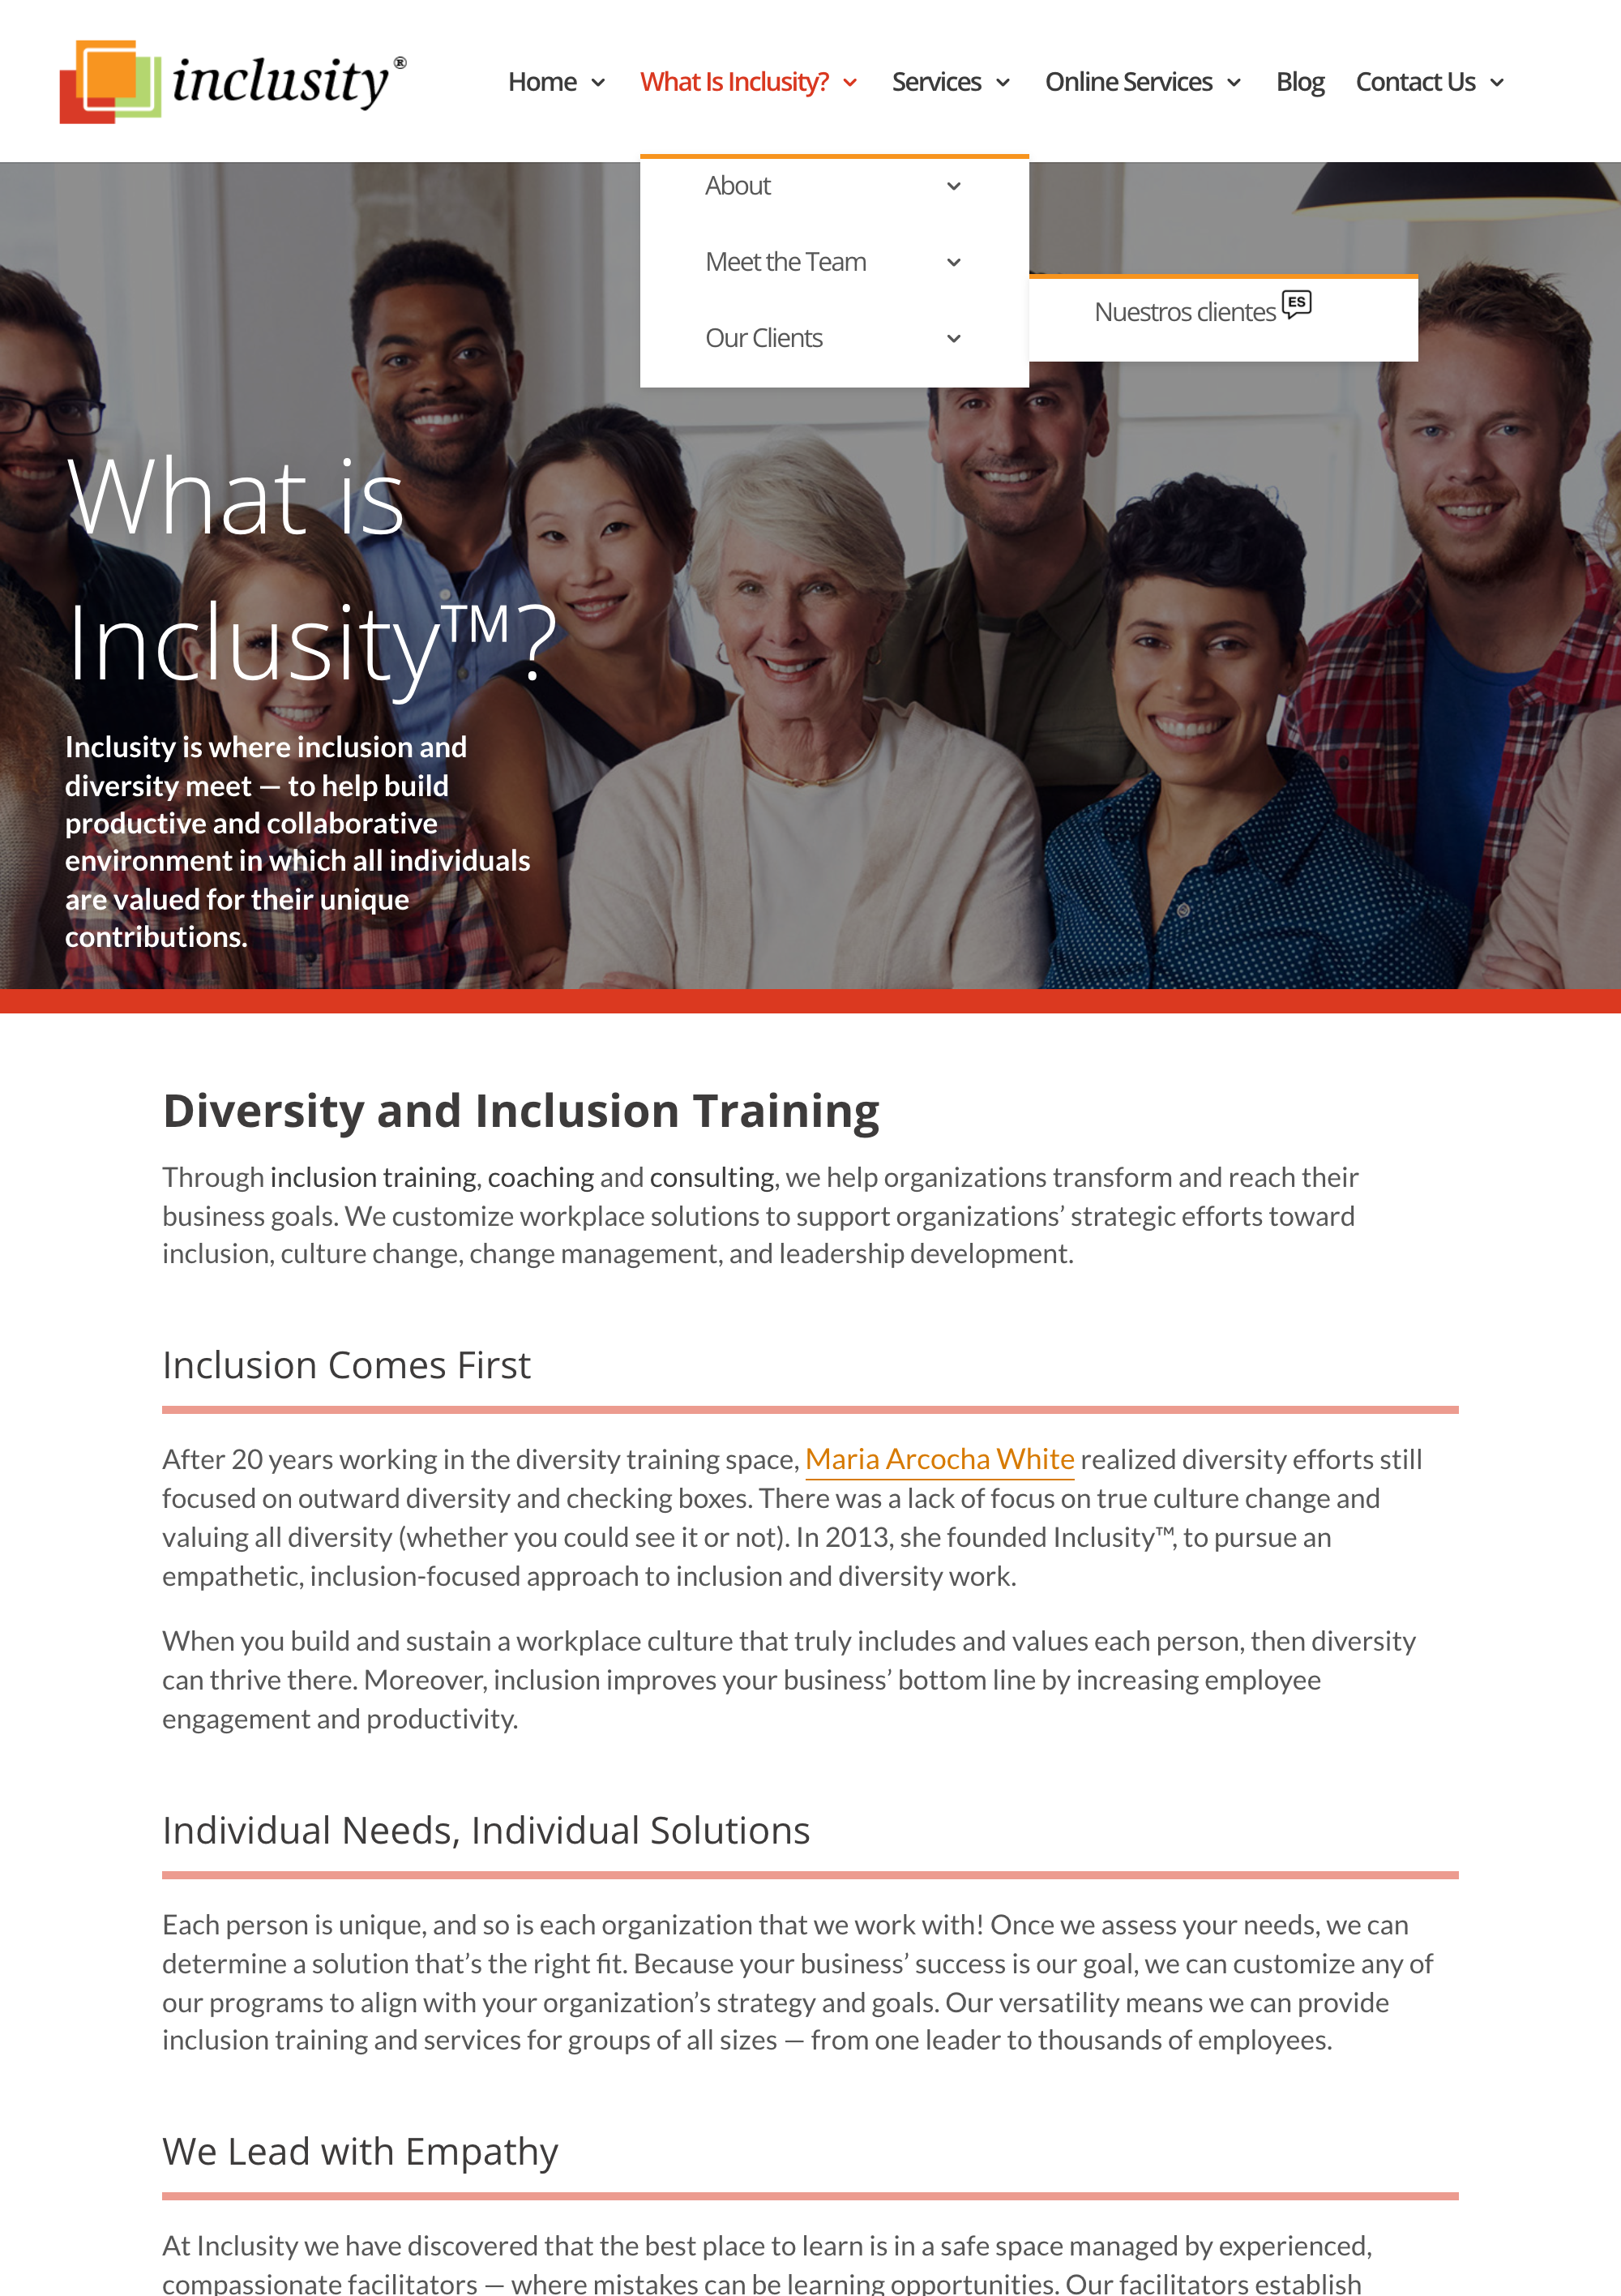 inclusity®
Home
What Is Inclusity?
Services
Online Services
Blog
Contact Us
About
Meet the Team
Our Clients
Nuestros clientes ES
What is
Inclusity™?
Inclusity is where inclusion and
diversity meet — to help build
productive and collaborative
environment in which all individuals
are valued for their unique
contributions.
Diversity and Inclusion Training
Through inclusion training, coaching and consulting, we help organizations transform and reach their
business goals. We customize workplace solutions to support organizations’ strategic efforts toward
inclusion, culture change, change management, and leadership development.
Inclusion Comes First
After 20 years working in the diversity training space, Maria Arcocha White realized diversity efforts still
focused on outward diversity and checking boxes. There was a lack of focus on true culture change and
valuing all diversity (whether you could see it or not). In 2013, she founded Inclusity™, to pursue an
empathetic, inclusion-focused approach to inclusion and diversity work.
When you build and sustain a workplace culture that truly includes and values each person, then diversity
can thrive there. Moreover, inclusion improves your business’ bottom line by increasing employee
engagement and productivity.
Individual Needs, Individual Solutions
Each person is unique, and so is each organization that we work with! Once we assess your needs, we can
determine a solution that’s the right fit. Because your business’ success is our goal, we can customize any of
our programs to align with your organization’s strategy and goals. Our versatility means we can provide
inclusion training and services for groups of all sizes — from one leader to thousands of employees.
We Lead with Empathy
At Inclusity we have discovered that the best place to learn is in a safe space managed by experienced,
compassionate facilitators — where mistakes can be learning opportunities. Our facilitators establish